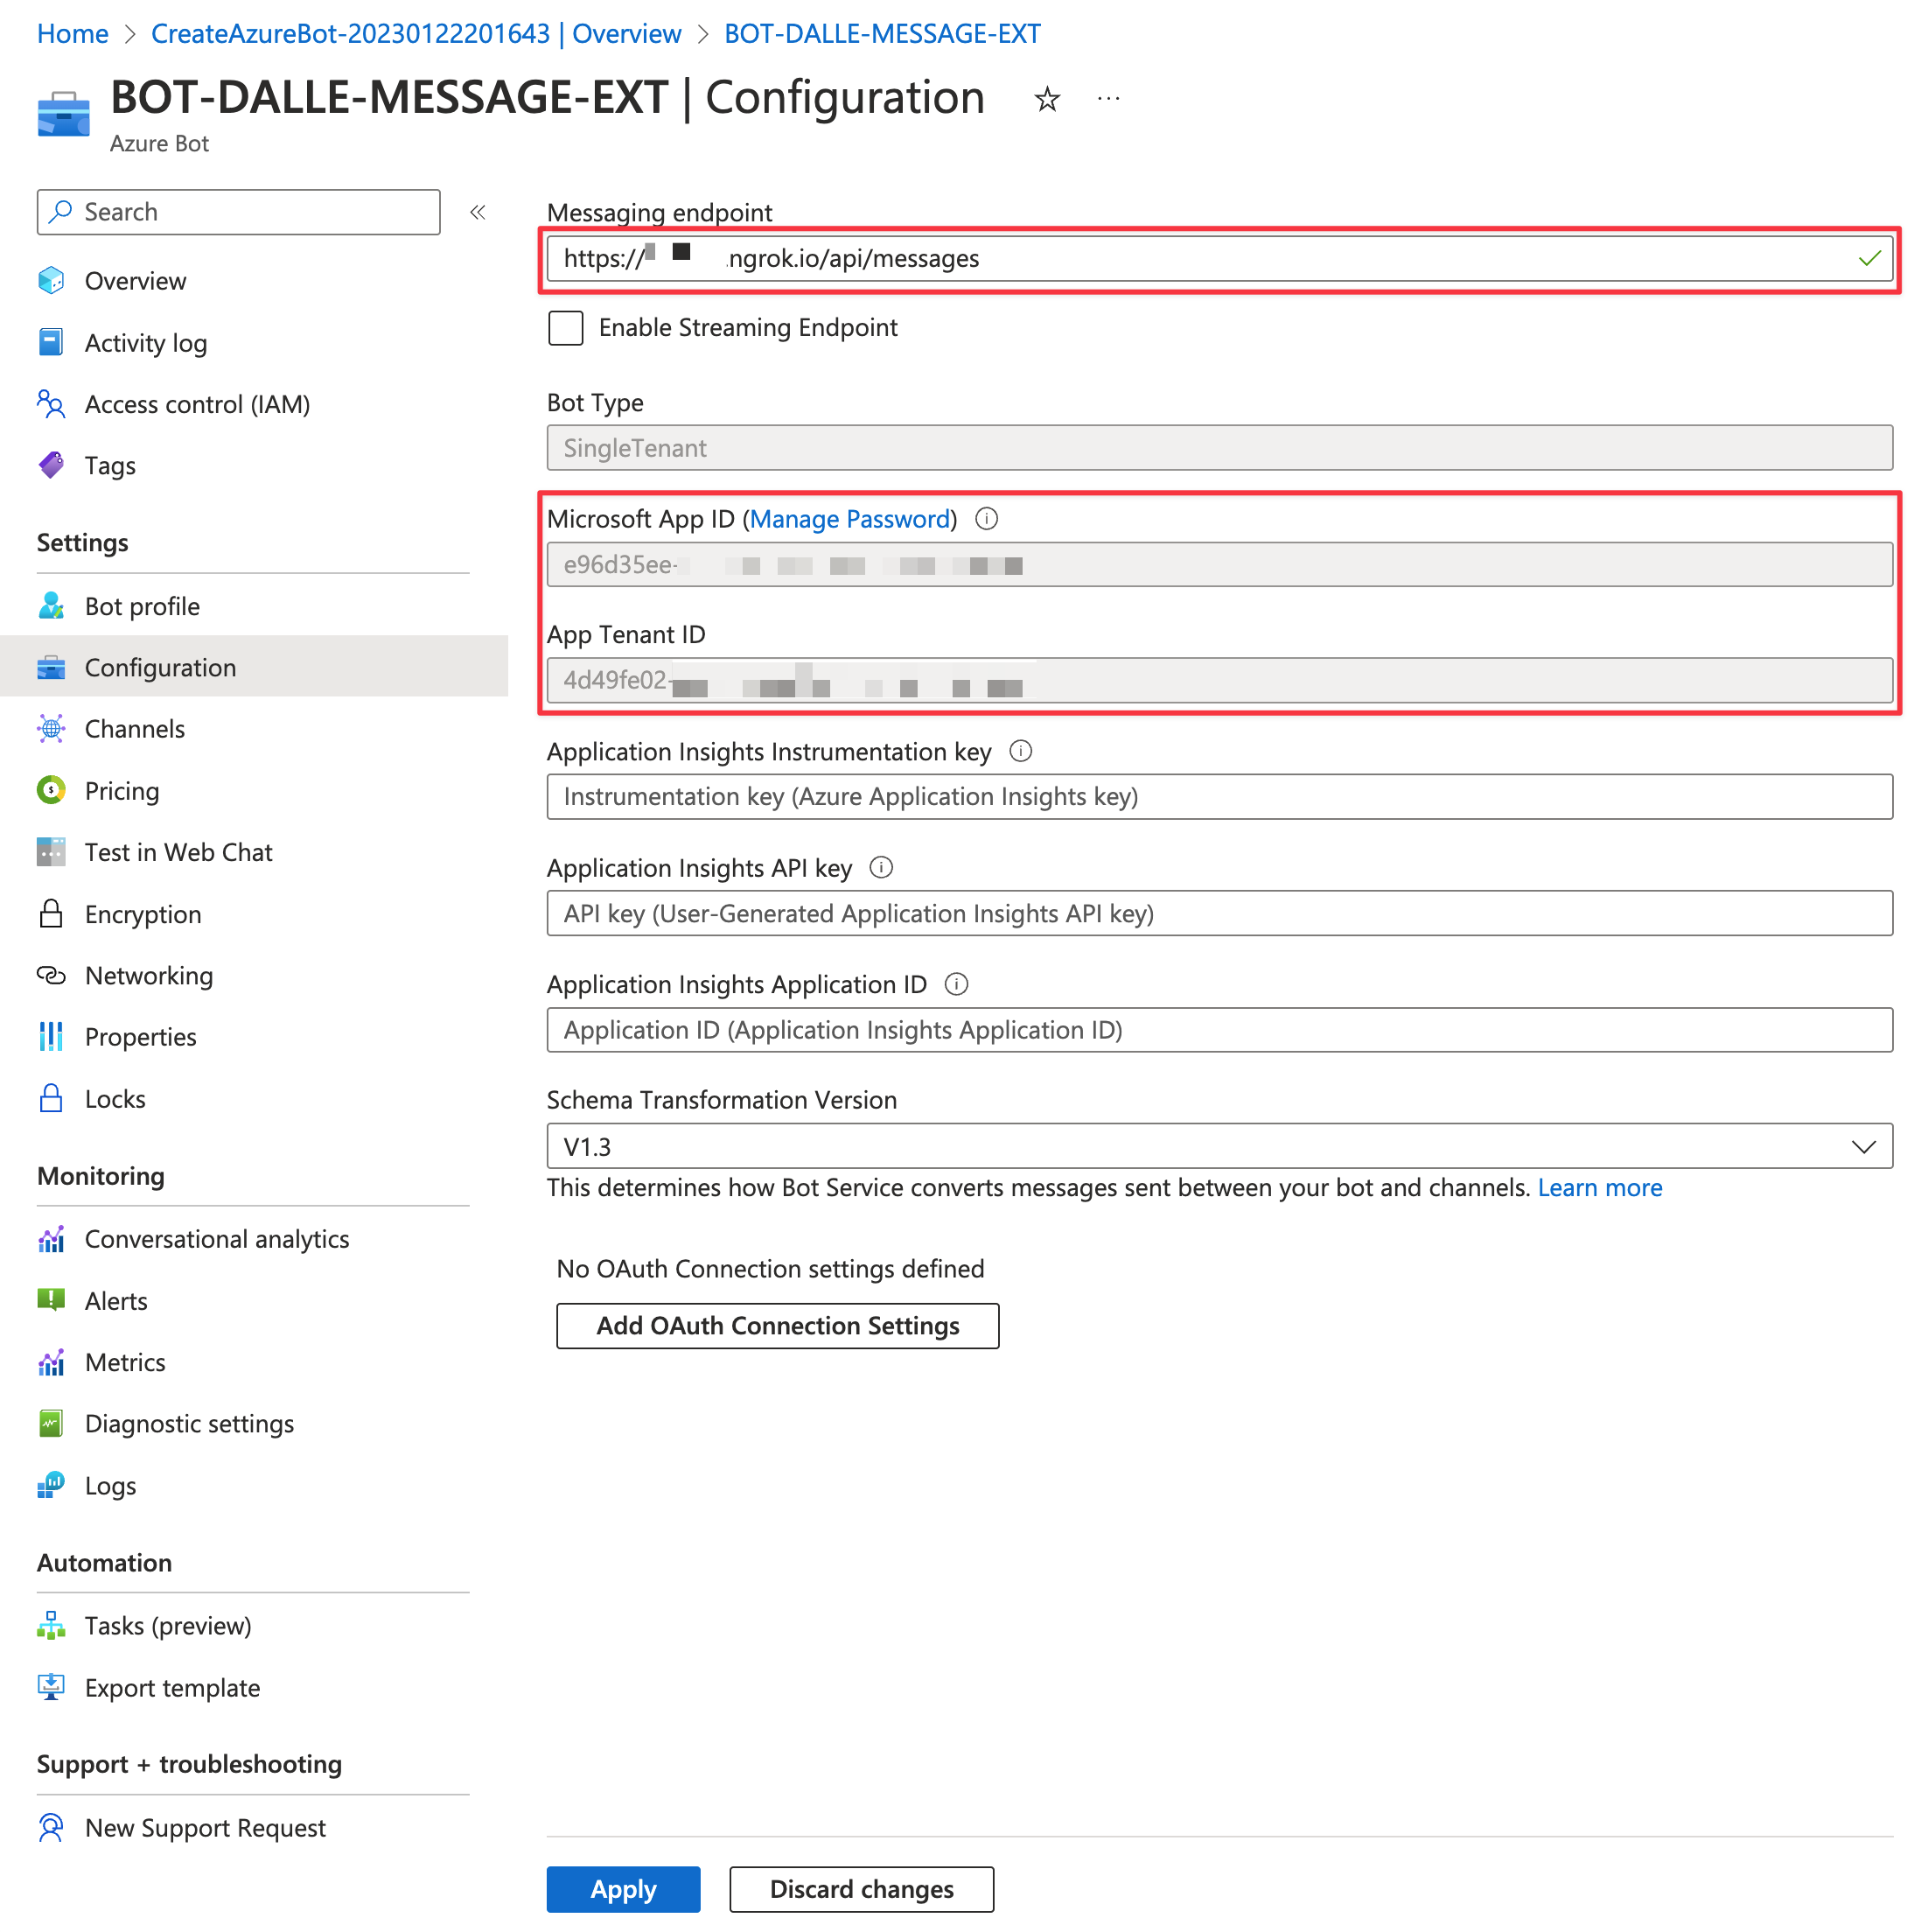 Home > CreateAzureBot-20230122201643 | Overview > BOT-DALLE-MESSAGE-EXT
BOT-DALLE-MESSAGE-EXT | Configuration
Azure Bot
Search
Overview
Activity log
Access control (IAM)
Tags
Settings
Bot profile
Configuration
Channels
Pricing
Test in Web Chat
Encryption
Networking
Properties
Locks
Monitoring
Conversational analytics
Alerts
Metrics
Diagnostic settings
Logs
Automation
Tasks (preview)
Export template
Support + troubleshooting
New Support Request
Messaging endpoint
https:// .ngrok.io/api/messages
Enable Streaming Endpoint
Bot Type
SingleTenant
Microsoft App ID (Manage Password)
e96d35ee-
App Tenant ID
4d49fe02-
Application Insights Instrumentation key
Instrumentation key (Azure Application Insights key)
Application Insights API key
API key (User-Generated Application Insights API key)
Application Insights Application ID
Application ID (Application Insights Application ID)
Schema Transformation Version
V1.3
This determines how Bot Service converts messages sent between your bot and channels. Learn more
No OAuth Connection settings defined
Add OAuth Connection Settings
Apply
Discard changes